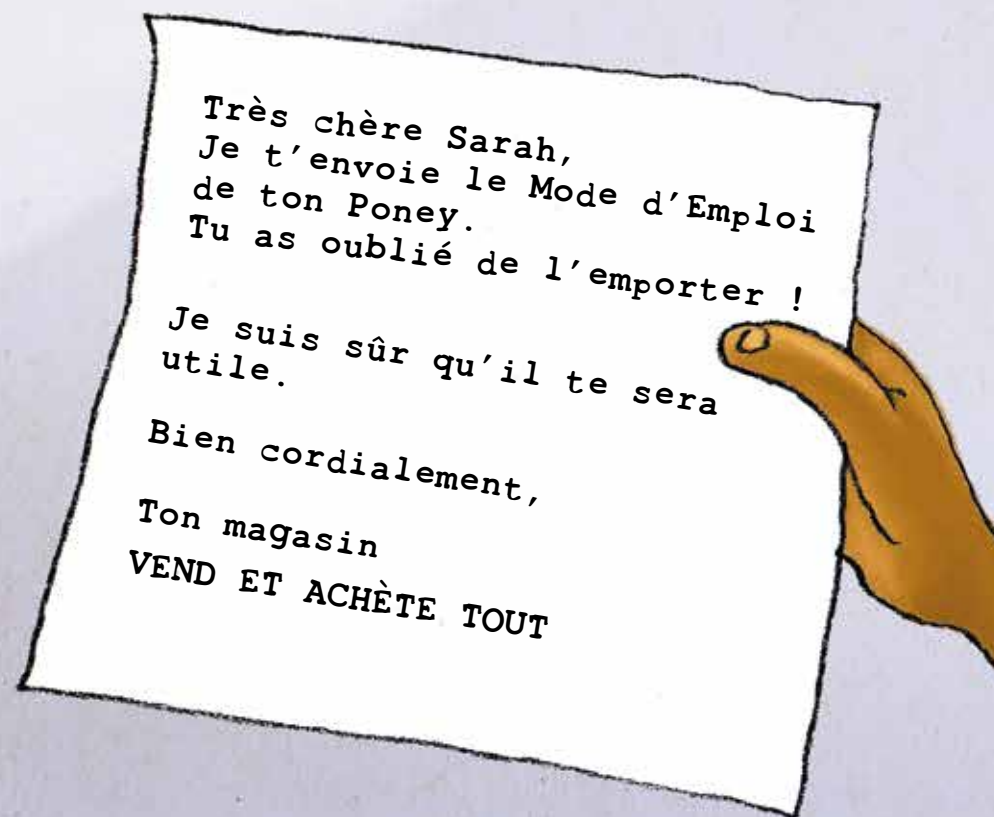 Très chère Sarah,
Je t'envoie le Mode d'Emploi
de ton Poney.
Tu as oublié de l'emporter !
Je suis sûr qu'il te sera
utile.
Bien cordialement,
Ton magasin
VEND ET ACHÈTE TOUT